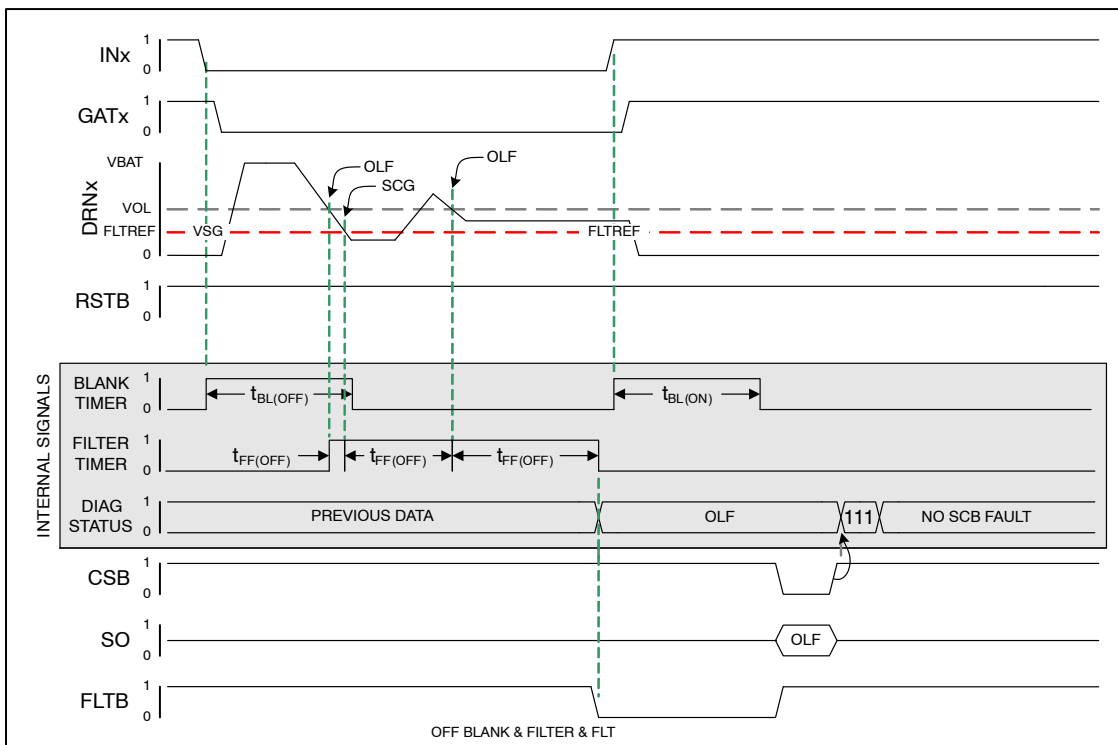 INx
1
0
GATx
1
0
DRNx
VBAT
VOL
FLTREF
VSG
OLF
SCG
OLF
FLTREF
RSTB
1
0
INTERNAL SIGNALS
BLANK
TIMER
1
0
tBL(OFF)
tBL(ON)
FILTER
TIMER
1
0
tFF(OFF)
tFF(OFF)
tFF(OFF)
DIAG
STATUS
1
0
PREVIOUS DATA
OLF
111
NO SCB FAULT
CSB
1
0
SO
1
0
OLF
FLTB
1
0
OFF BLANK & FILTER & FLT